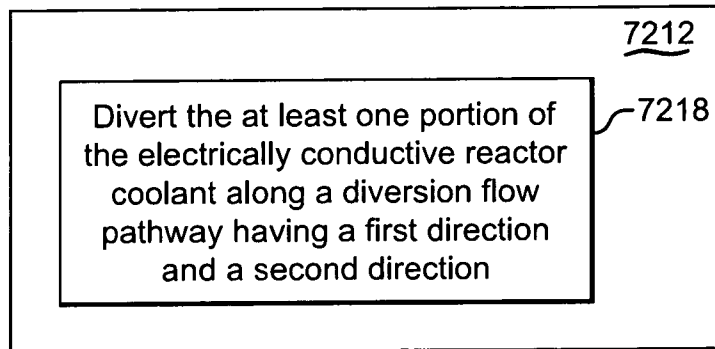 7212
Divert the at least one portion of
the electrically conductive reactor
coolant along a diversion flow
pathway having a first direction
and a second direction
7218